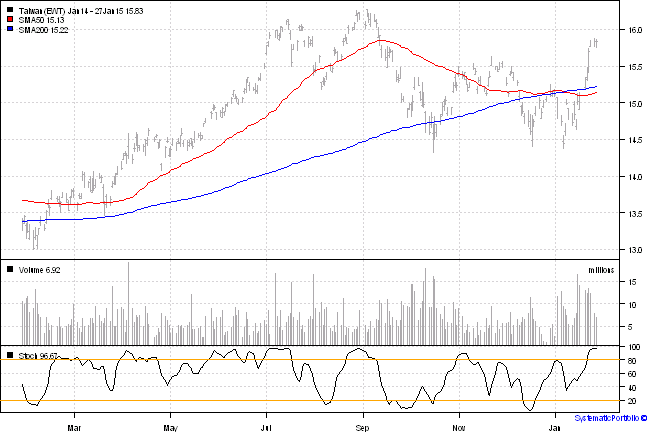 Taiwan (EWT) Jan14 - 27Jan15 15.83
SMA50 15.13
SMA200 15.22
16.0
15.5
15.0
14.5
14.0
13.5
13.0
Volume 6.92
millions
15
10
5
Stoch 96.67
100
80
60
40
20
Mar May Jul Sep Nov Jan
SystematicPortfolio ©